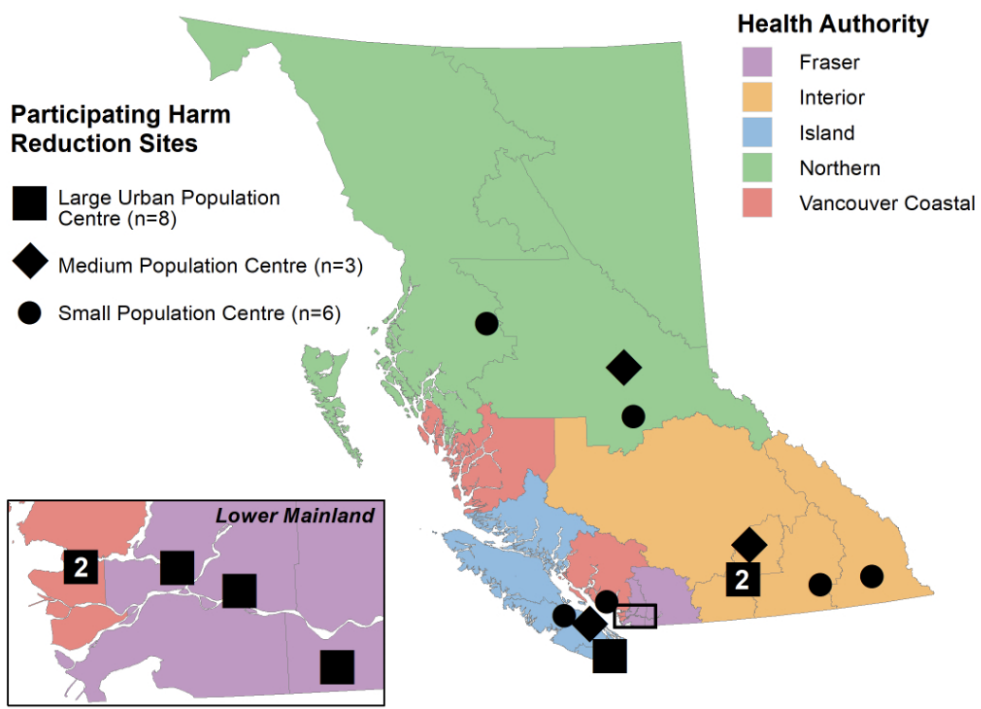 Health Authority
Fraser
Interior
Island
Northern
Vancouver Coastal
Participating Harm
Reduction Sites
Large Urban Population
Centre (n=8)
Medium Population Centre (n=3)
Small Population Centre (n=6)
Lower Mainland
2
2